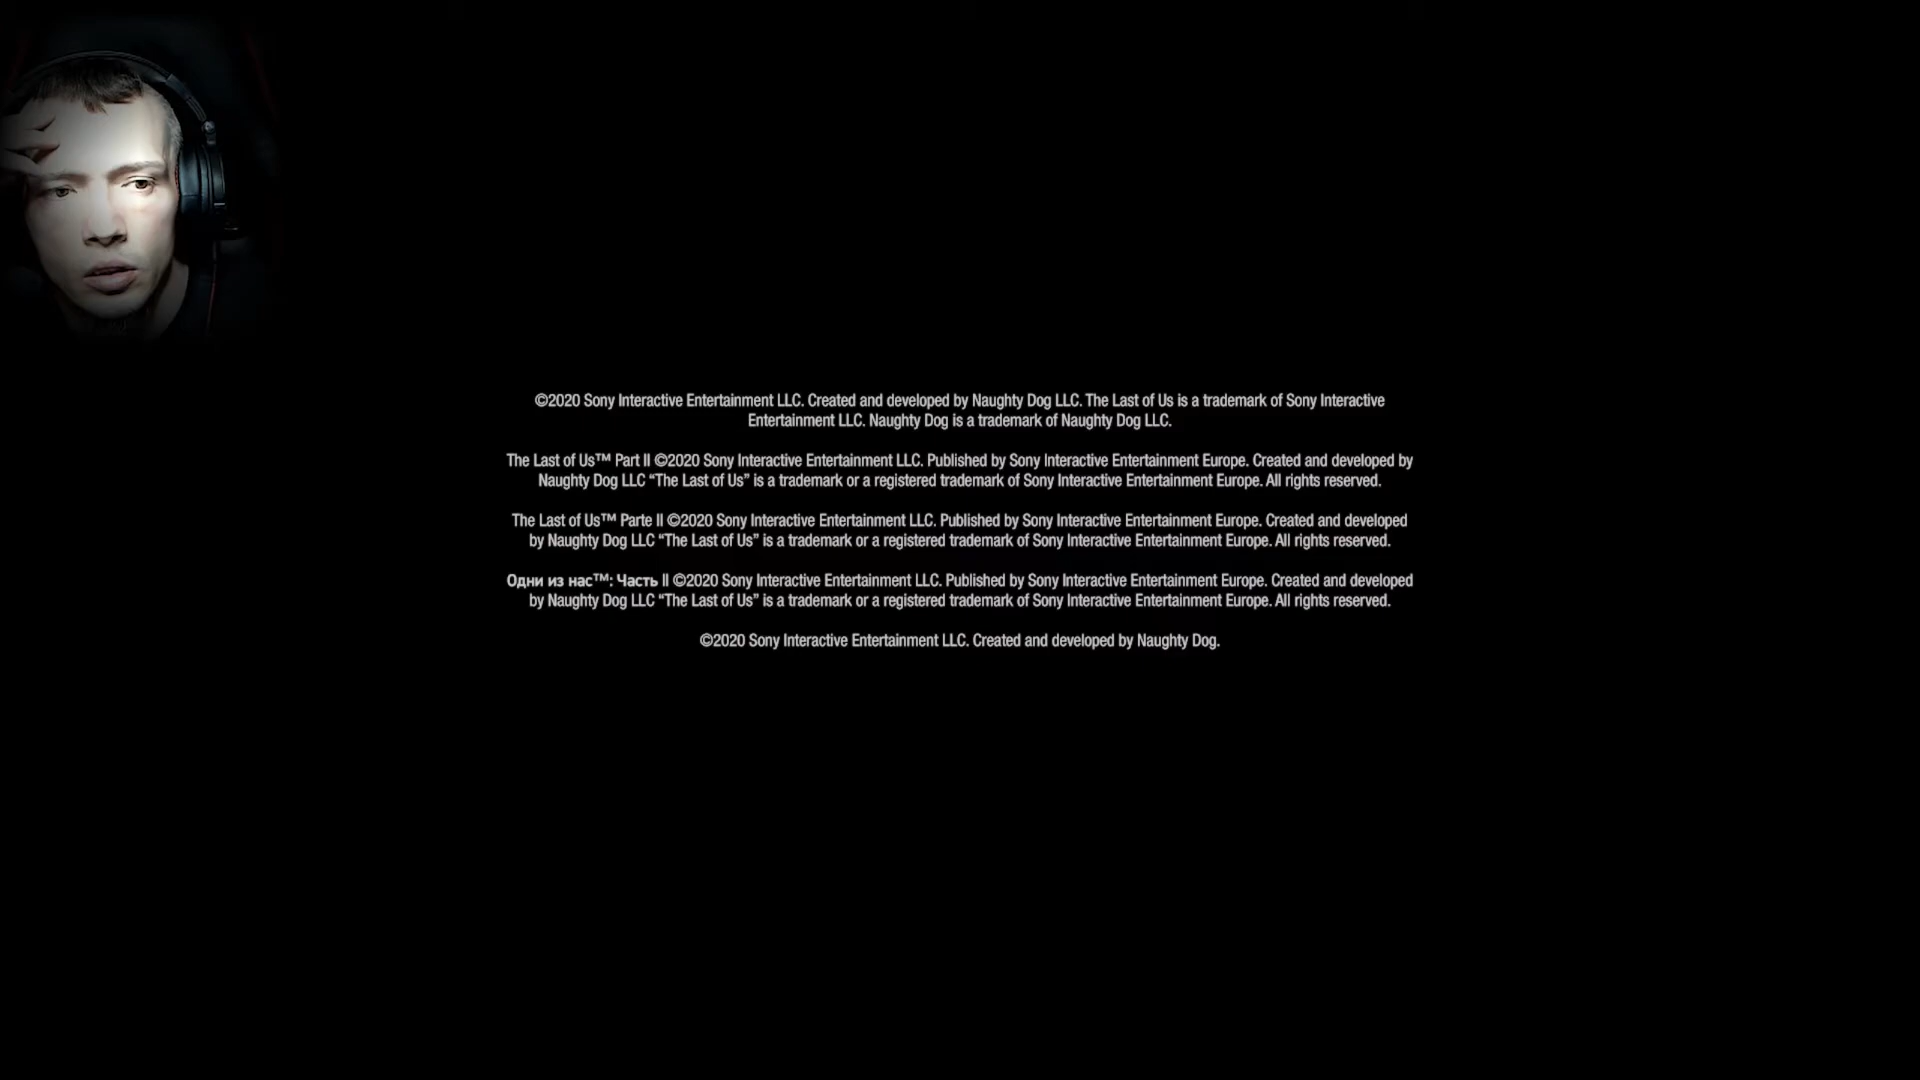 ©2020 Sony Interactive Entertainment LLC. Created and developed by Naughty Dog LLC. The Last of Us is a trademark of Sony Interactive
Entertainment LLC. Naughty Dog is a trademark of Naughty Dog LLC.
The Last of Us™ Part II ©2020 Sony Interactive Entertainment LLC. Published by Sony Interactive Entertainment Europe. Created and developed by
Naughty Dog LLC “The Last of Us” is a trademark or a registered trademark of Sony Interactive Entertainment Europe. All rights reserved.
The Last of Us™ Parte II ©2020 Sony Interactive Entertainment LLC. Published by Sony Interactive Entertainment Europe. Created and developed
by Naughty Dog LLC “The Last of Us” is a trademark or a registered trademark of Sony Interactive Entertainment Europe. All rights reserved.
Одни из нас™: Часть II ©2020 Sony Interactive Entertainment LLC. Published by Sony Interactive Entertainment Europe. Created and developed
by Naughty Dog LLC “The Last of Us” is a trademark or a registered trademark of Sony Interactive Entertainment Europe. All rights reserved.
©2020 Sony Interactive Entertainment LLC. Created and developed by Naughty Dog.